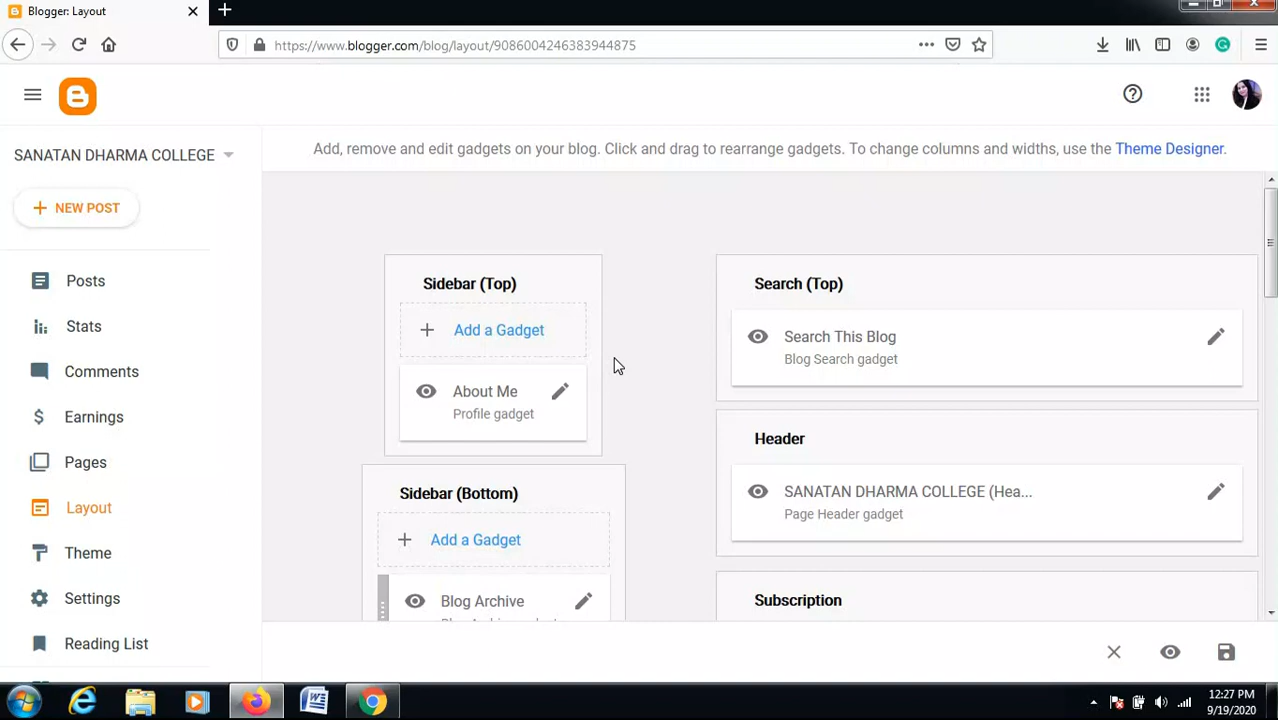 Blogger: Layout
https://www.blogger.com/blog/layout/9086004246383944875
SANATAN DHARMA COLLEGE
NEW POST
Posts
Stats
Comments
Earnings
Pages
Layout
Theme
Settings
Reading List
Add, remove and edit gadgets on your blog. Click and drag to rearrange gadgets. To change columns and widths, use the Theme Designer.
Sidebar (Top)
Add a Gadget
About Me
Profile gadget
Sidebar (Bottom)
Add a Gadget
Blog Archive
Search (Top)
Search This Blog
Blog Search gadget
Header
SANATAN DHARMA COLLEGE (Hea...
Page Header gadget
Subscription
12:27 PM
9/19/2020